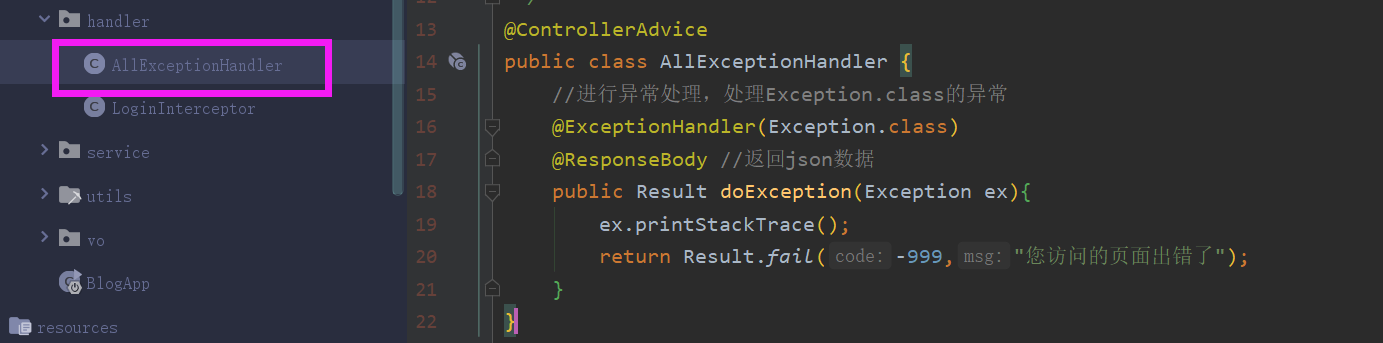 handler
AllExceptionHandler
LoginInterceptor
service
utils
vo
BlogApp
resources
13 @ControllerAdvice
14 public class AllExceptionHandler {
15 //进行异常处理,处理Exception.class的异常
16 @ExceptionHandler(Exception.class)
17 @ResponseBody //返回json数据
18 public Result doException(Exception ex){
19 ex.printStackTrace();
20 return Result.fail( code: -999, msg: "您访问的页面出错了");
21 }
22 }